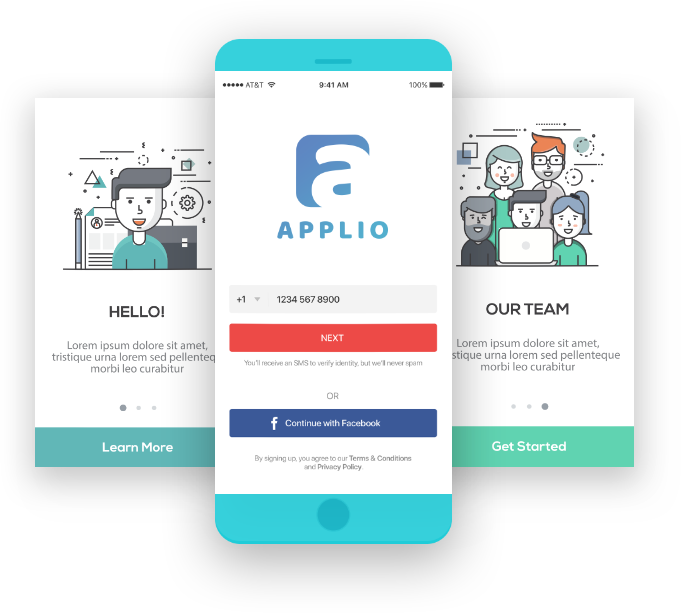 AT&T
9:41 AM
100%
APPLIO
+1
1234 567 8900
NEXT
You'll receive an SMS to verify identity, but we'll never spam
OR
Continue with Facebook
By signing up, you agree to our Terms & Conditions
and Privacy Policy
HELLO!
Lorem ipsum dolor sit amet,
tristique urna lorem sed pellenteq
morbi leo curabitur
Learn More
OUR TEAM
Lorem ipsum dolor sit amet,
stique urna lorem sed pellenteque
morbi leo curabitur
Get Started